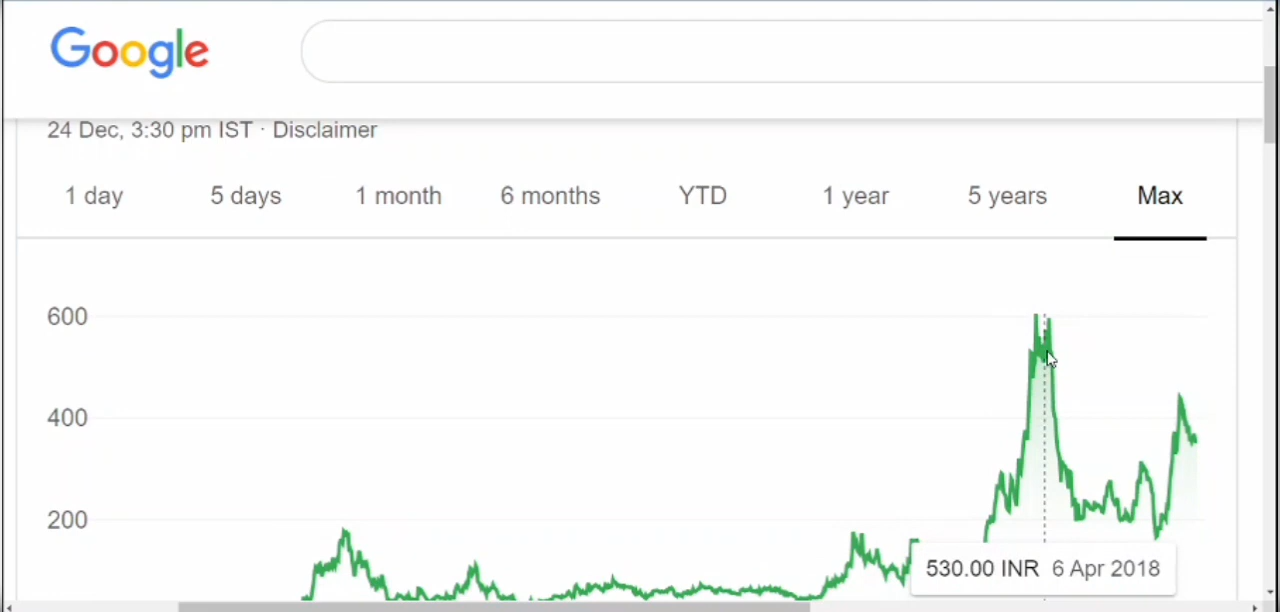 Google
24 Dec, 3:30 pm IST · Disclaimer
1 day 5 days 1 month 6 months YTD 1 year 5 years Max
600
400
200
530.00 INR 6 Apr 2018